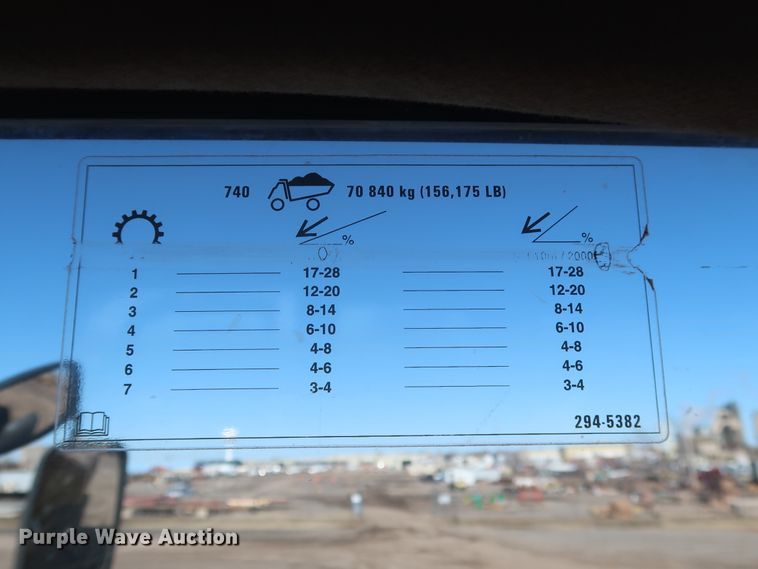 740 70 840 kg (156,175 LB)
% %
1 17-28 17-28
2 12-20 12-20
3 8-14 8-14
4 6-10 6-10
5 4-8 4-8
6 4-6 4-6
7 3-4 3-4
294-5382
Purple Wave Auction